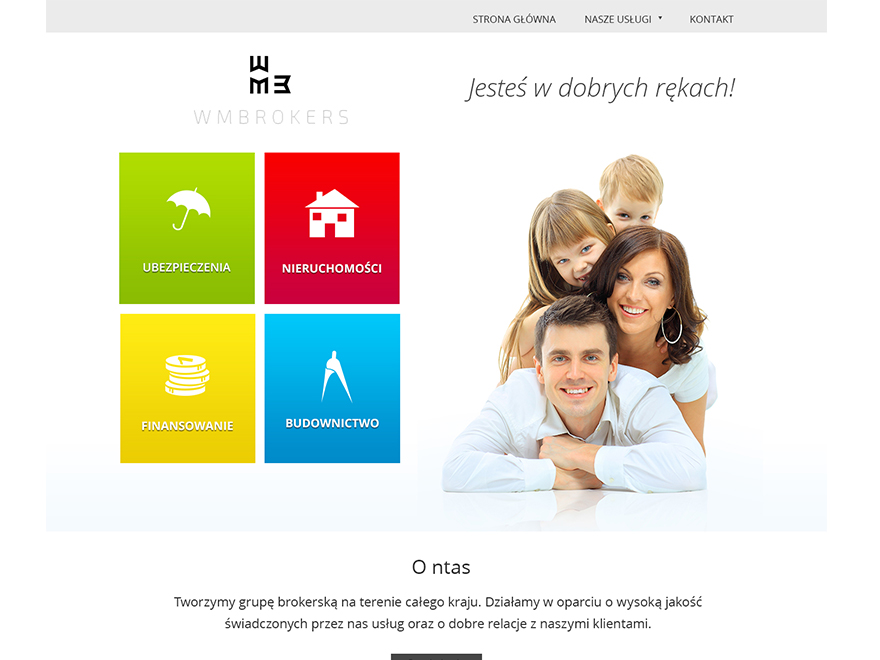 STRONA GŁÓWNA NASZE USŁUGI KONTAKT
WMB
WMBROKERS
Jesteś w dobrych rękach!
UBEZPIECZENIA NIERUCHOMOŚCI
FINANSOWANIE BUDOWNICTWO
O ntas
Tworzymy grupę brokerską na terenie całego kraju. Działamy w oparciu o wysoką jakość
świadczonych przez nas usług oraz o dobre relacje z naszymi klientami.